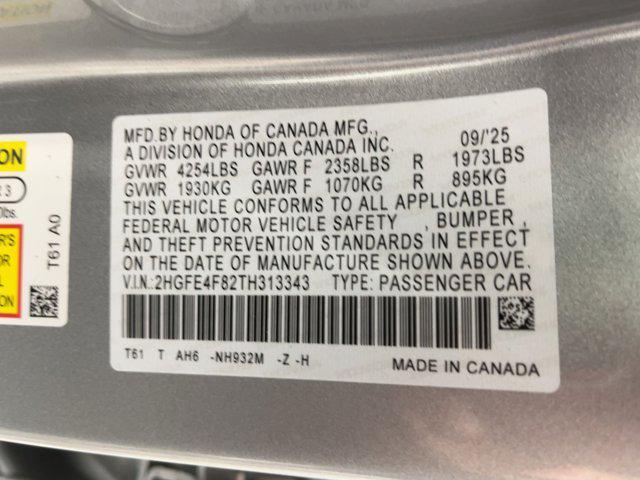 MFD.BY HONDA OF CANADA MFG., 09/'25
A DIVISION OF HONDA CANADA INC.
GVWR 4254LBS GAWR F 2358LBS R 1973LBS
GVWR 1930KG GAWR F 1070KG R 895KG
THIS VEHICLE CONFORMS TO ALL APPLICABLE
FEDERAL MOTOR VEHICLE SAFETY , BUMPER ,
AND THEFT PREVENTION STANDARDS IN EFFECT
ON THE DATE OF MANUFACTURE SHOWN ABOVE.
V.I.N.:2HGFE4F82TH313343 TYPE: PASSENGER CAR
T61 T AH6 -NH932M -Z -H
MADE IN CANADA
T61 A0